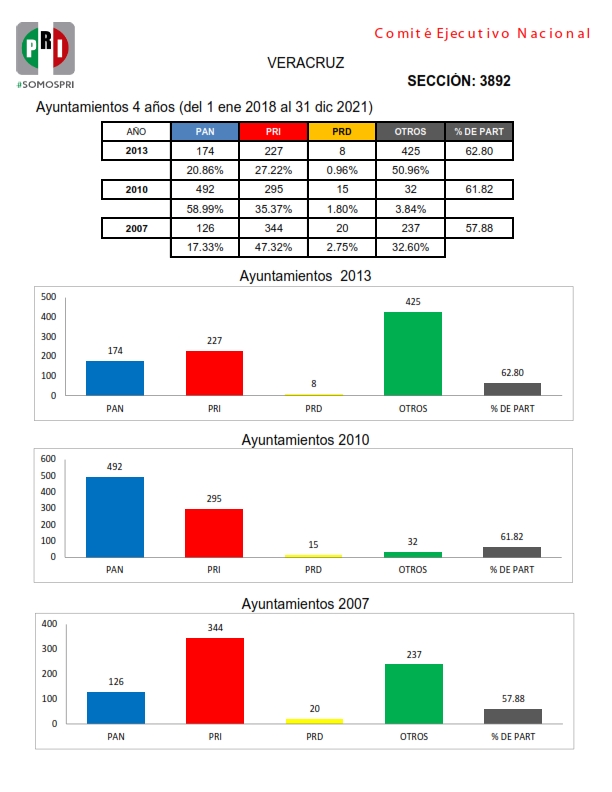 Comité Ejecutivo Nacional
PRI
#SOMOSPRI
VERACRUZ
SECCIÓN: 3892
Ayuntamientos 4 años (del 1 ene 2018 al 31 dic 2021)
AÑO PAN PRI PRD OTROS % DE PART
2013 174 227 8 425 62.80
20.86% 27.22% 0.96% 50.96%
2010 492 295 15 32 61.82
58.99% 35.37% 1.80% 3.84%
2007 126 344 20 237 57.88
17.33% 47.32% 2.75% 32.60%
Ayuntamientos 2013
500
400
300
200
100
0
174 227 8 425 62.80
PAN PRI PRD OTROS % DE PART
Ayuntamientos 2010
600
500
400
300
200
100
0
492 295 15 32 61.82
PAN PRI PRD OTROS % DE PART
Ayuntamientos 2007
400
300
200
100
0
126 344 20 237 57.88
PAN PRI PRD OTROS % DE PART